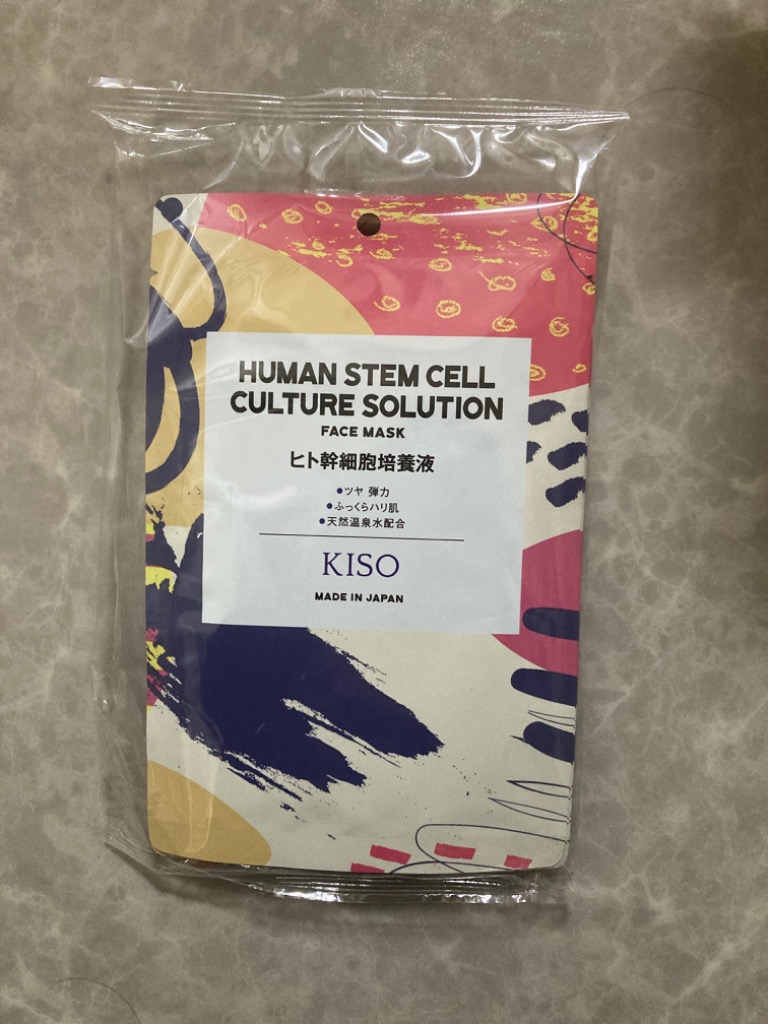 HUMAN STEM CELL
CULTURE SOLUTION
FACE MASK
ヒト幹細胞培養液
●ツヤ 弾力
●ふっくらハリ肌
●天然温泉水配合
KISO
MADE IN JAPAN